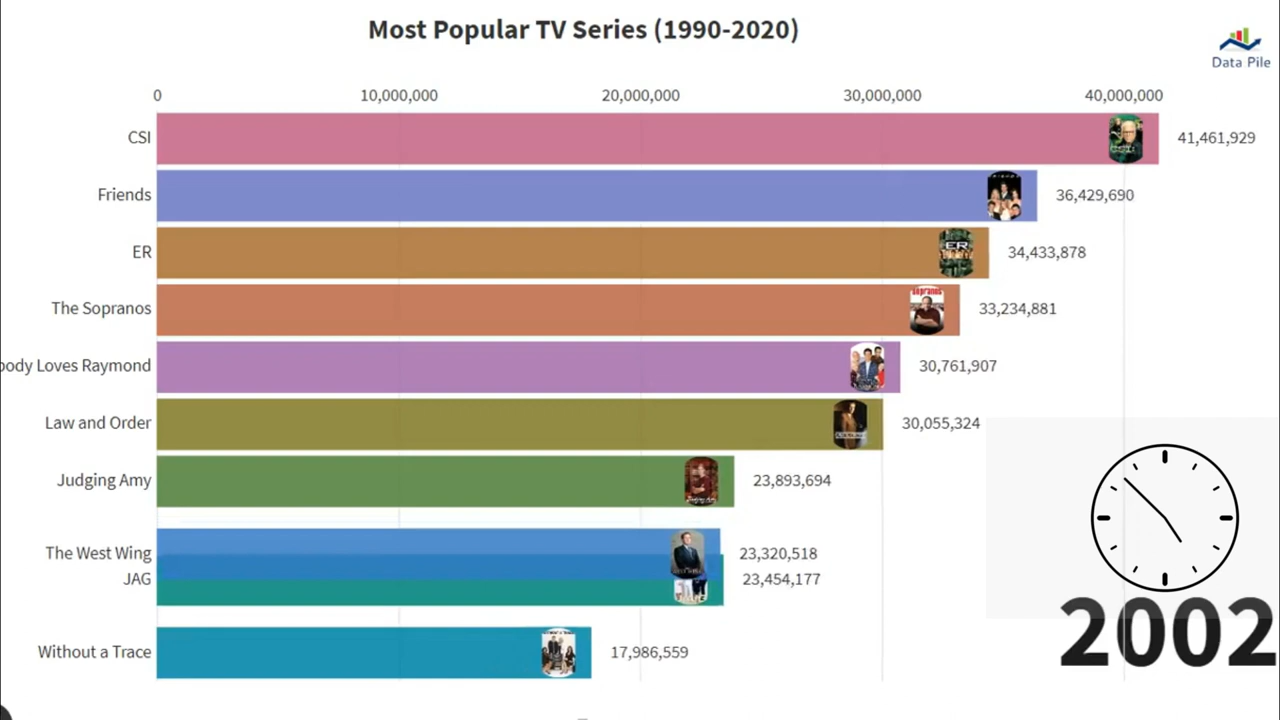 Most Popular TV Series (1990-2020)
Data Pile
0 10,000,000 20,000,000 30,000,000 40,000,000
CSI 41,461,929
Friends 36,429,690
ER 34,433,878
The Sopranos 33,234,881
body Loves Raymond 30,761,907
Law and Order 30,055,324
Judging Amy 23,893,694
The West Wing 23,320,518
JAG 23,454,177
Without a Trace 17,986,559
2002